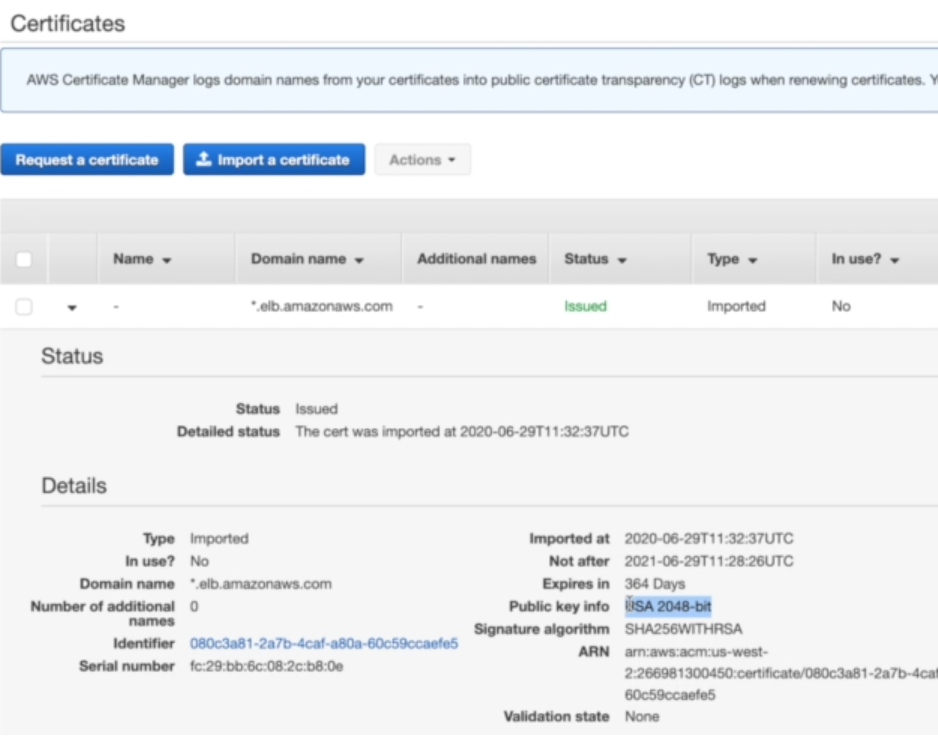 Certificates
AWS Certificate Manager logs domain names from your certificates into public certificate transparency (CT) logs when renewing certificates. Y
Request a certificate Import a certificate Actions
Name Domain name Additional names Status Type In use?
- *.elb.amazonaws.com - Issued Imported No
Status
Status Issued
Detailed status The cert was imported at 2020-06-29T11:32:37UTC
Details
Type Imported
In use? No
Domain name *.elb.amazonaws.com
Number of additional names 0
Identifier 080c3a81-2a7b-4caf-a80a-60c59ccaefe5
Serial number fc:29:bb:6c:08:2c:b8:0e
Imported at 2020-06-29T11:32:37UTC
Not after 2021-06-29T11:28:26UTC
Expires in 364 Days
Public key info 2048-bit
Signature algorithm SHA256WITHRSA
ARN arn:aws:acm:us-west-
2:266981300450:certificate/080c3a81-2a7b-4caf
60c59ccaefe5
Validation state None